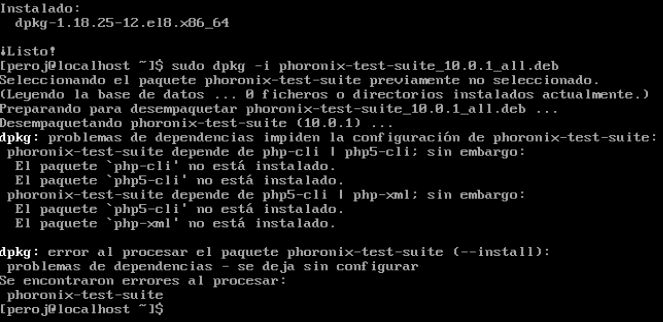 Instalado:
  dpkg-1.18.25-12.el8.x86_64

¡Listo!
[peroj@localhost ~]$ sudo dpkg -i phoronix-test-suite_10.0.1_all.deb
Seleccionando el paquete phoronix-test-suite previamente no seleccionado.
(Leyendo la base de datos ... 0 ficheros o directorios instalados actualmente.)
Preparando para desempaquetar phoronix-test-suite_10.0.1_all.deb ...
Desempaquetando phoronix-test-suite (10.0.1) ...
dpkg: problemas de dependencias impiden la configuración de phoronix-test-suite:
 phoronix-test-suite depende de php-cli | php5-cli; sin embargo:
  El paquete `php-cli' no está instalado.
  El paquete `php5-cli' no está instalado.
 phoronix-test-suite depende de php5-cli | php-xml; sin embargo:
  El paquete `php5-cli' no está instalado.
  El paquete `php-xml' no está instalado.

dpkg: error al procesar el paquete phoronix-test-suite (--install):
 problemas de dependencias - se deja sin configurar
Se encontraron errores al procesar:
 phoronix-test-suite
[peroj@localhost ~]$